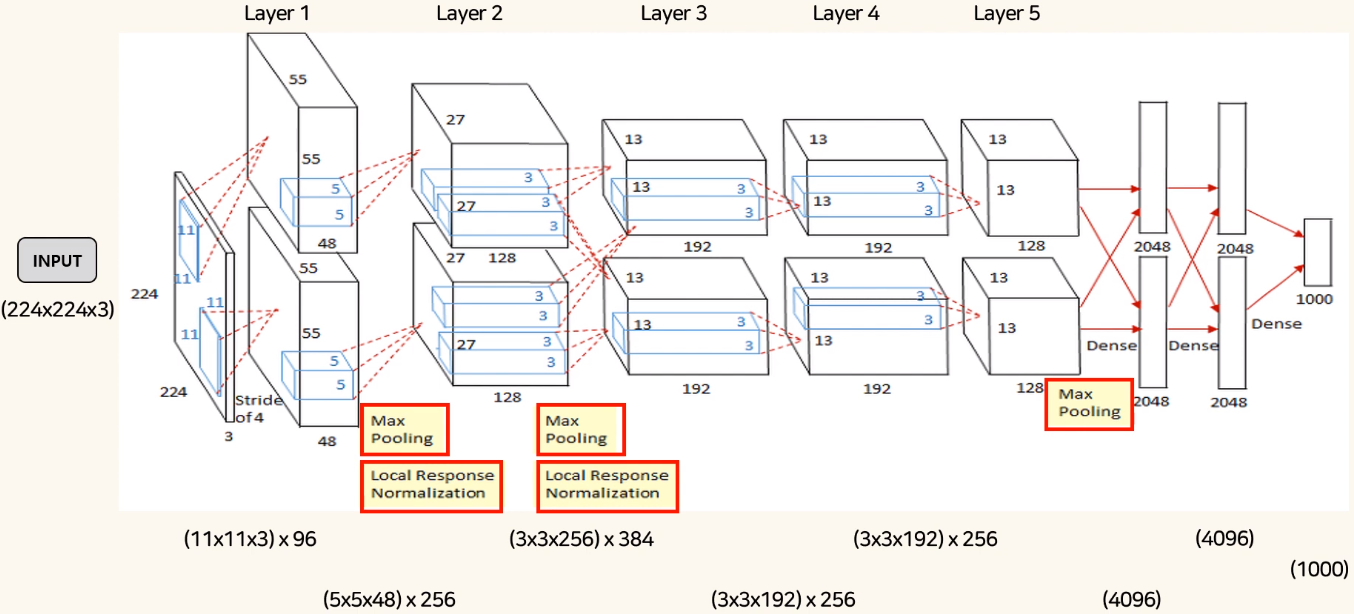 Layer 1
Layer 2
Layer 3
Layer 4
Layer 5
INPUT
(224x224x3)
224
224
3
11
11
11
11
Stride
of 4
55
55
5
5
48
55
55
5
5
48
27
3
27
3
3
128
27
3
3
27
3
3
128
13
13
3
3
192
13
13
3
3
192
13
13
3
3
192
13
3
3
13
192
13
13
128
13
13
128
2048
2048
2048
2048
Dense
Dense
Dense
1000
Max
Pooling
Local Response
Normalization
Max
Pooling
Local Response
Normalization
Max
Pooling
(11x11x3) x 96
(3x3x256) x 384
(3x3x192) x 256
(4096)
(1000)
(5x5x48) x 256
(3x3x192) x 256
(4096)